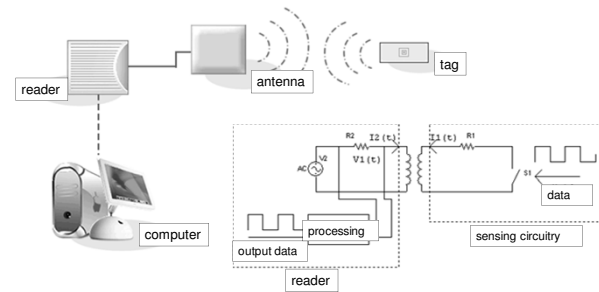 reader
antenna
tag
computer
R2
I2(t)
V2
V1(t)
AC
I1(t)
R1
S1
data
processing
output data
reader
sensing circuitry